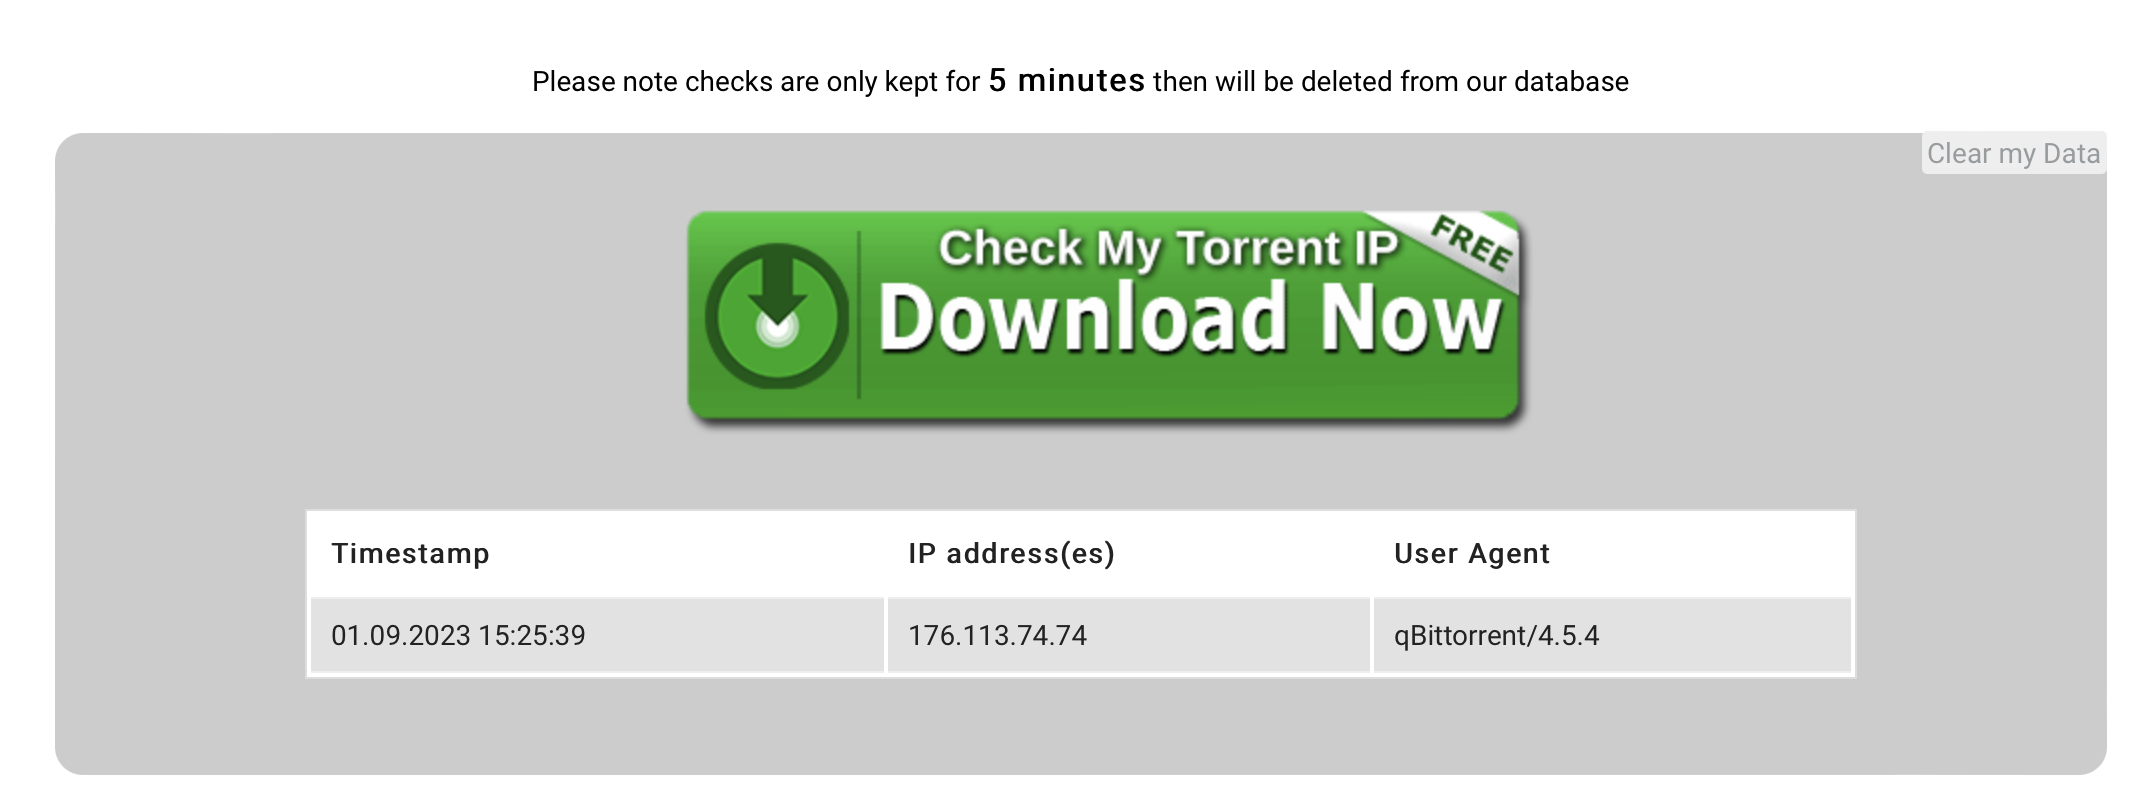 Please note checks are only kept for 5 minutes then will be deleted from our database
Clear my Data
Check My Torrent IP
FREE
Download Now
Timestamp IP address(es) User Agent
01.09.2023 15:25:39 176.113.74.74 qBittorrent/4.5.4